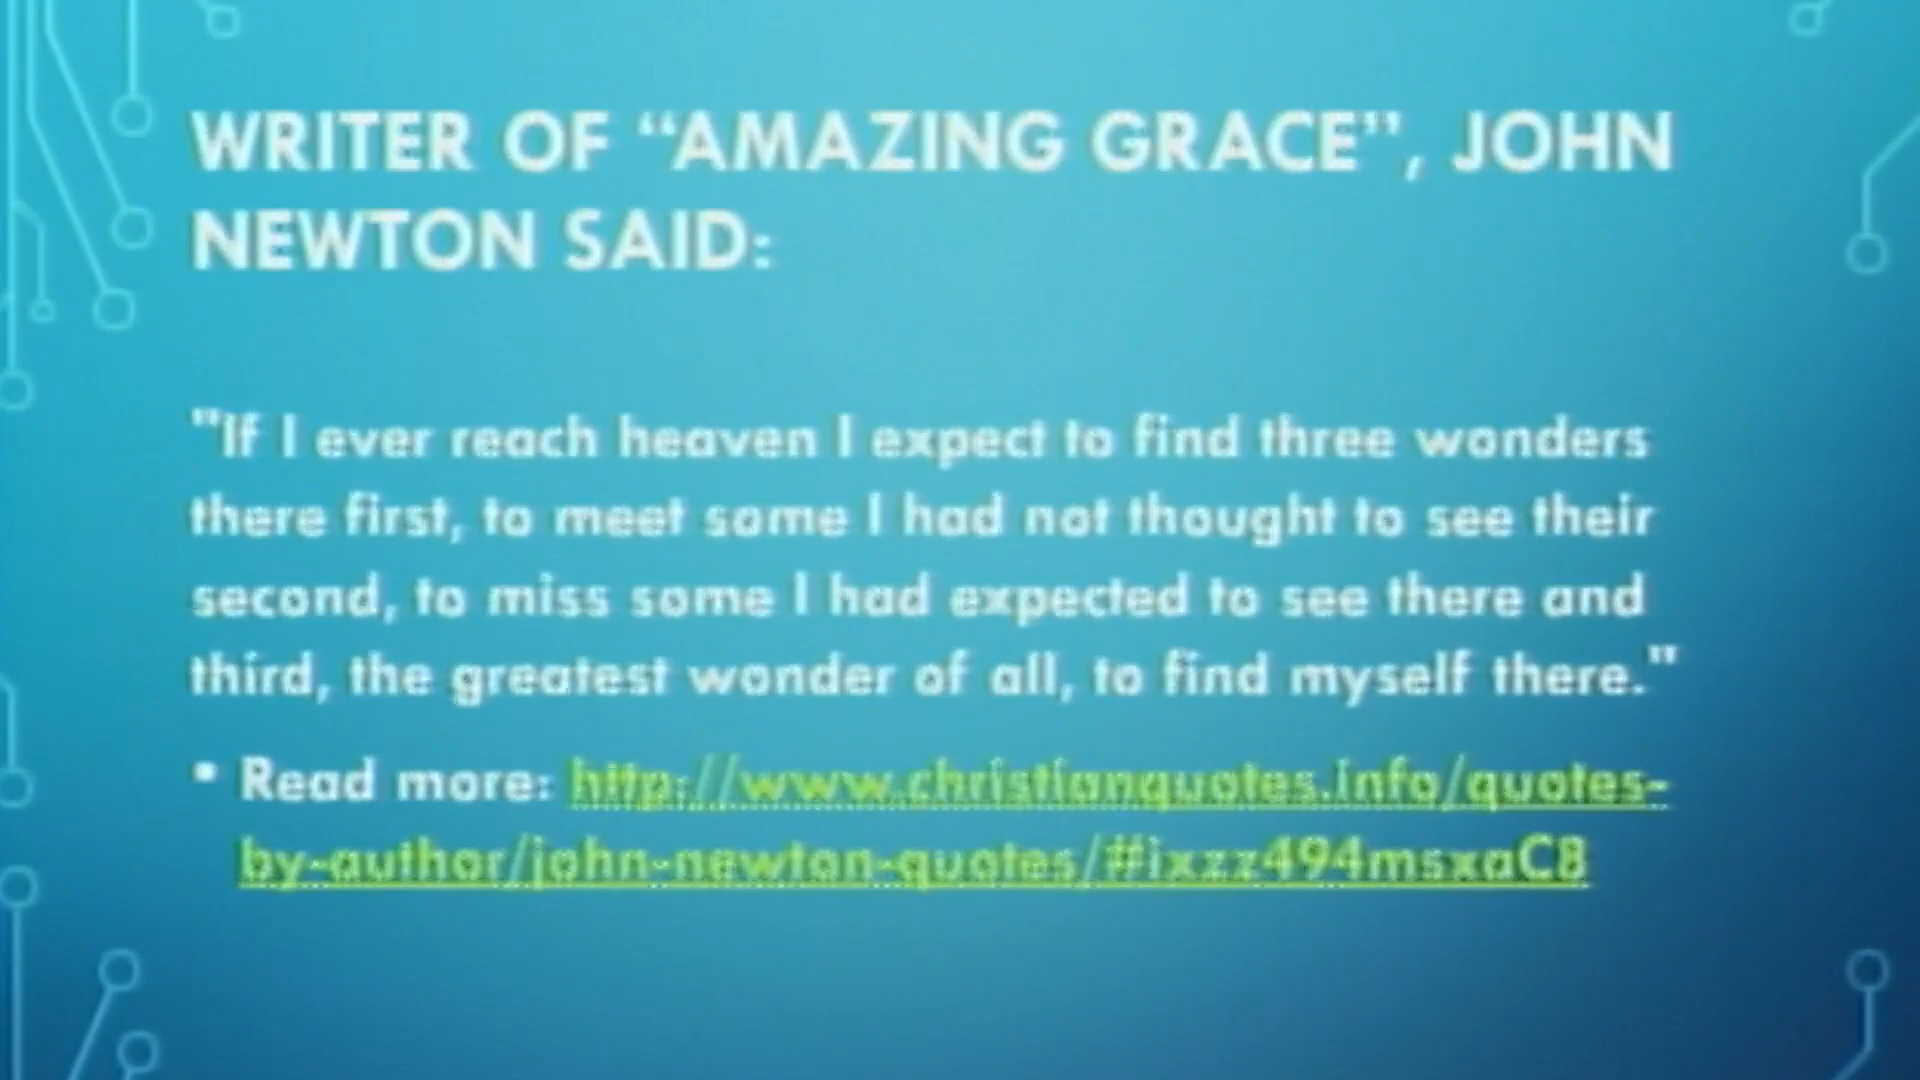 WRITER OF “AMAZING GRACE”, JOHN
NEWTON SAID:
"If I ever reach heaven I expect to find three wonders
there first, to meet some I had not thought to see their
second, to miss some I had expected to see there and
third, the greatest wonder of all, to find myself there."
• Read more: http://www.christianquotes.info/quotes-
by-author/john-newton-quotes/#ixzz494msxaC8